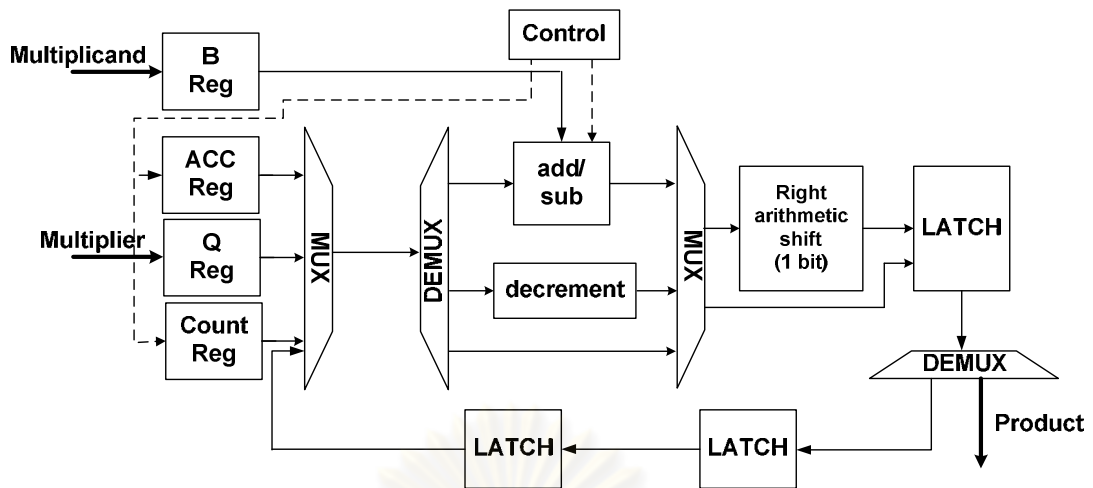 Control
Multiplicand
B
Reg
ACC
Reg
add/
sub
Right
arithmetic
shift
(1 bit)
LATCH
Multiplier
Q
Reg
MUX
DEMUX
MUX
decrement
Count
Reg
DEMUX
Product
LATCH
LATCH